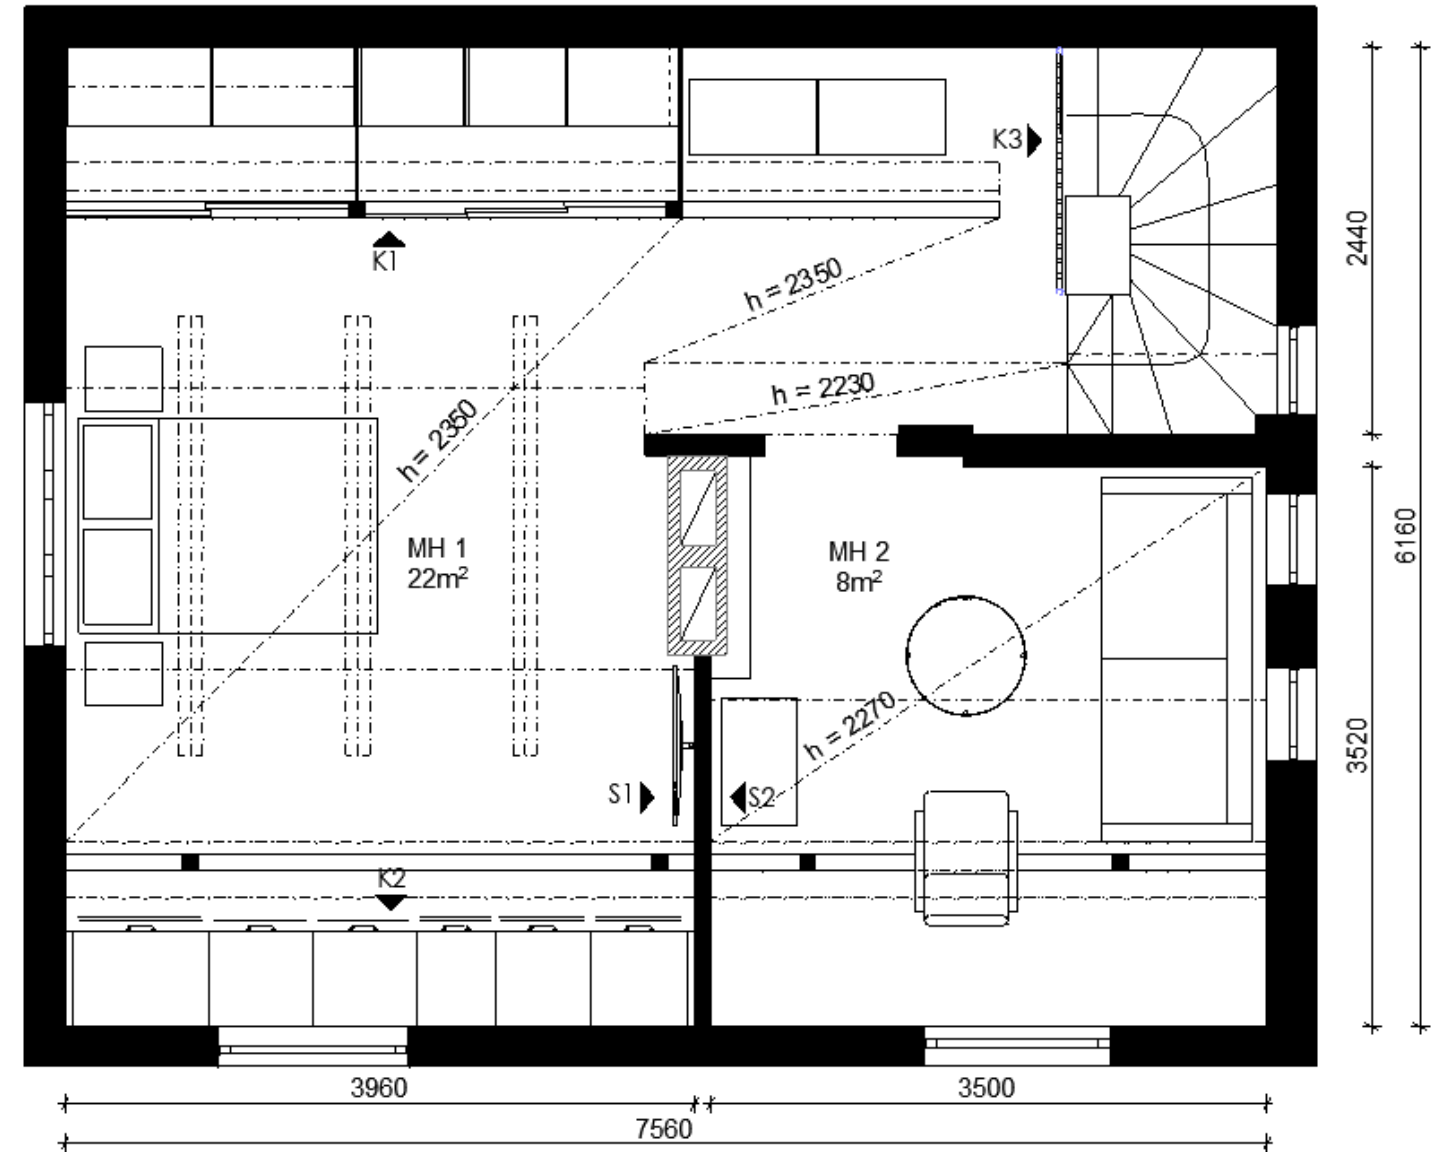 K3
2440
K1
h = 2350
h = 2230
h = 2350
MH 1
22m²
MH 2
8m²
6160
h = 2270
3520
S1
S2
K2
3960
3500
7560